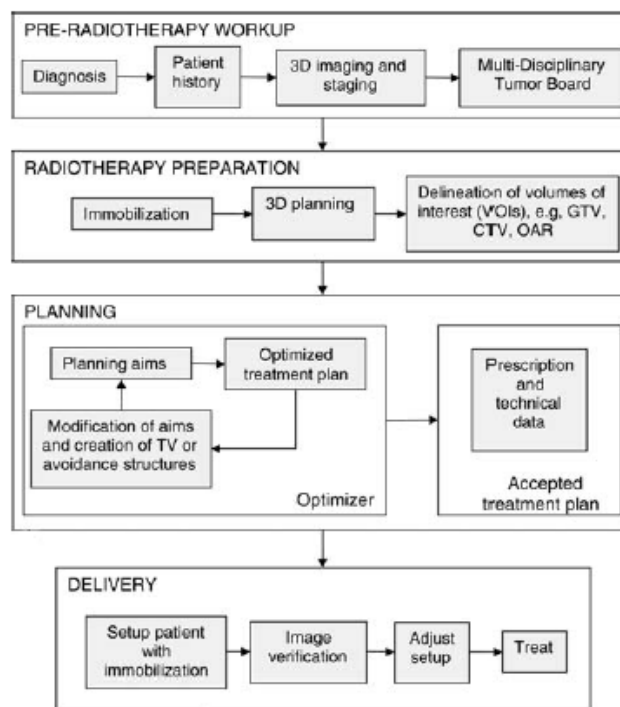 PRE-RADIOTHERAPY WORKUP
Diagnosis
Patient
history
3D imaging and
staging
Multi-Disciplinary
Tumor Board
RADIOTHERAPY PREPARATION
Immobilization
3D planning
Delineation of volumes of
interest (VOIs), e.g, GTV,
CTV, OAR
PLANNING
Planning aims
Optimized
treatment plan
Modification of aims
and creation of TV or
avoidance structures
Optimizer
Prescription
and
technical
data
Accepted
treatment plan
DELIVERY
Setup patient
with
immobilization
Image
verification
Adjust
setup
Treat